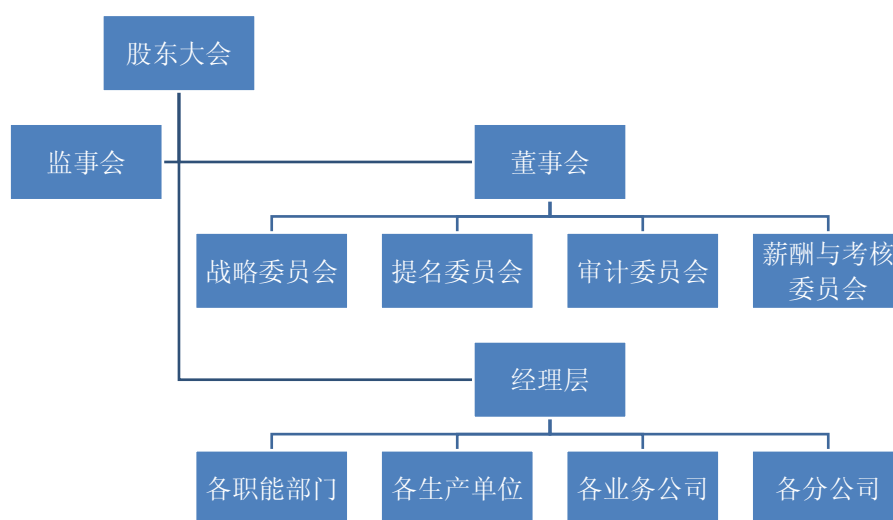 股东大会
监事会
董事会
战略委员会
提名委员会
审计委员会
薪酬与考核
委员会
经理层
各职能部门
各生产单位
各业务公司
各分公司